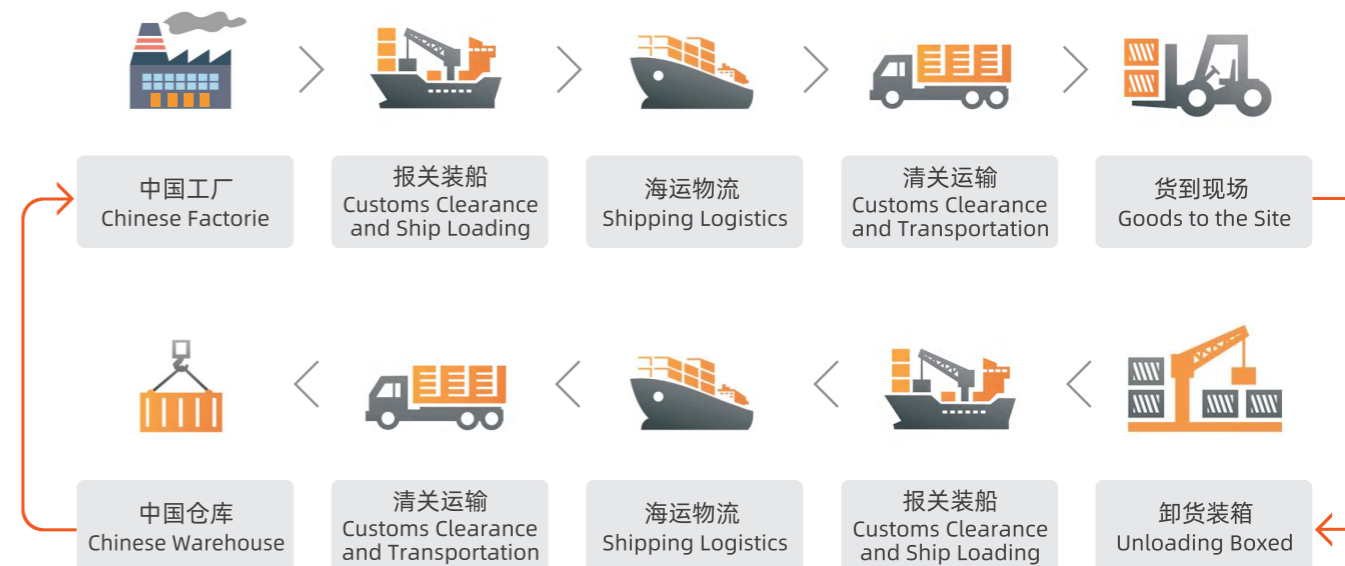 中国工厂
Chinese Factorie
报关装船
Customs Clearance
and Ship Loading
海运物流
Shipping Logistics
清关运输
Customs Clearance
and Transportation
货到现场
Goods to the Site
中国仓库
Chinese Warehouse
清关运输
Customs Clearance
and Transportation
海运物流
Shipping Logistics
报关装船
Customs Clearance
and Ship Loading
卸货装箱
Unloading Boxed